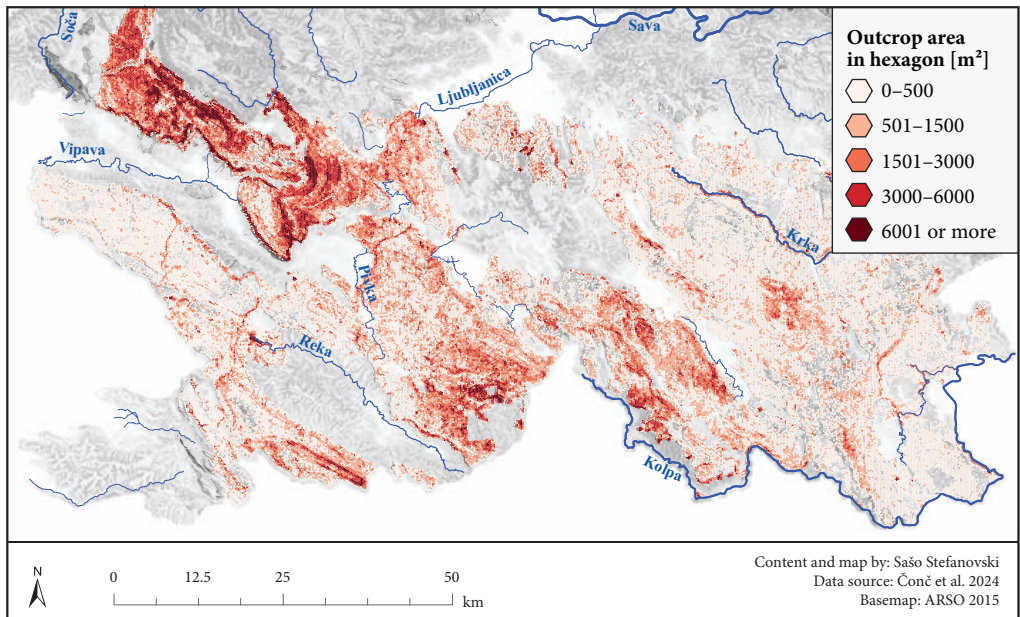 Soča
Sava
Ljubljanica
Vipava
Krka
Pivka
Reka
Kolpa
Outcrop area
in hexagon [m²]
0–500
501–1500
1501–3000
3000–6000
6001 or more
N
0 12.5 25 50
km
Content and map by: Sašo Stefanovski
Data source: Čonč et al. 2024
Basemap: ARSO 2015